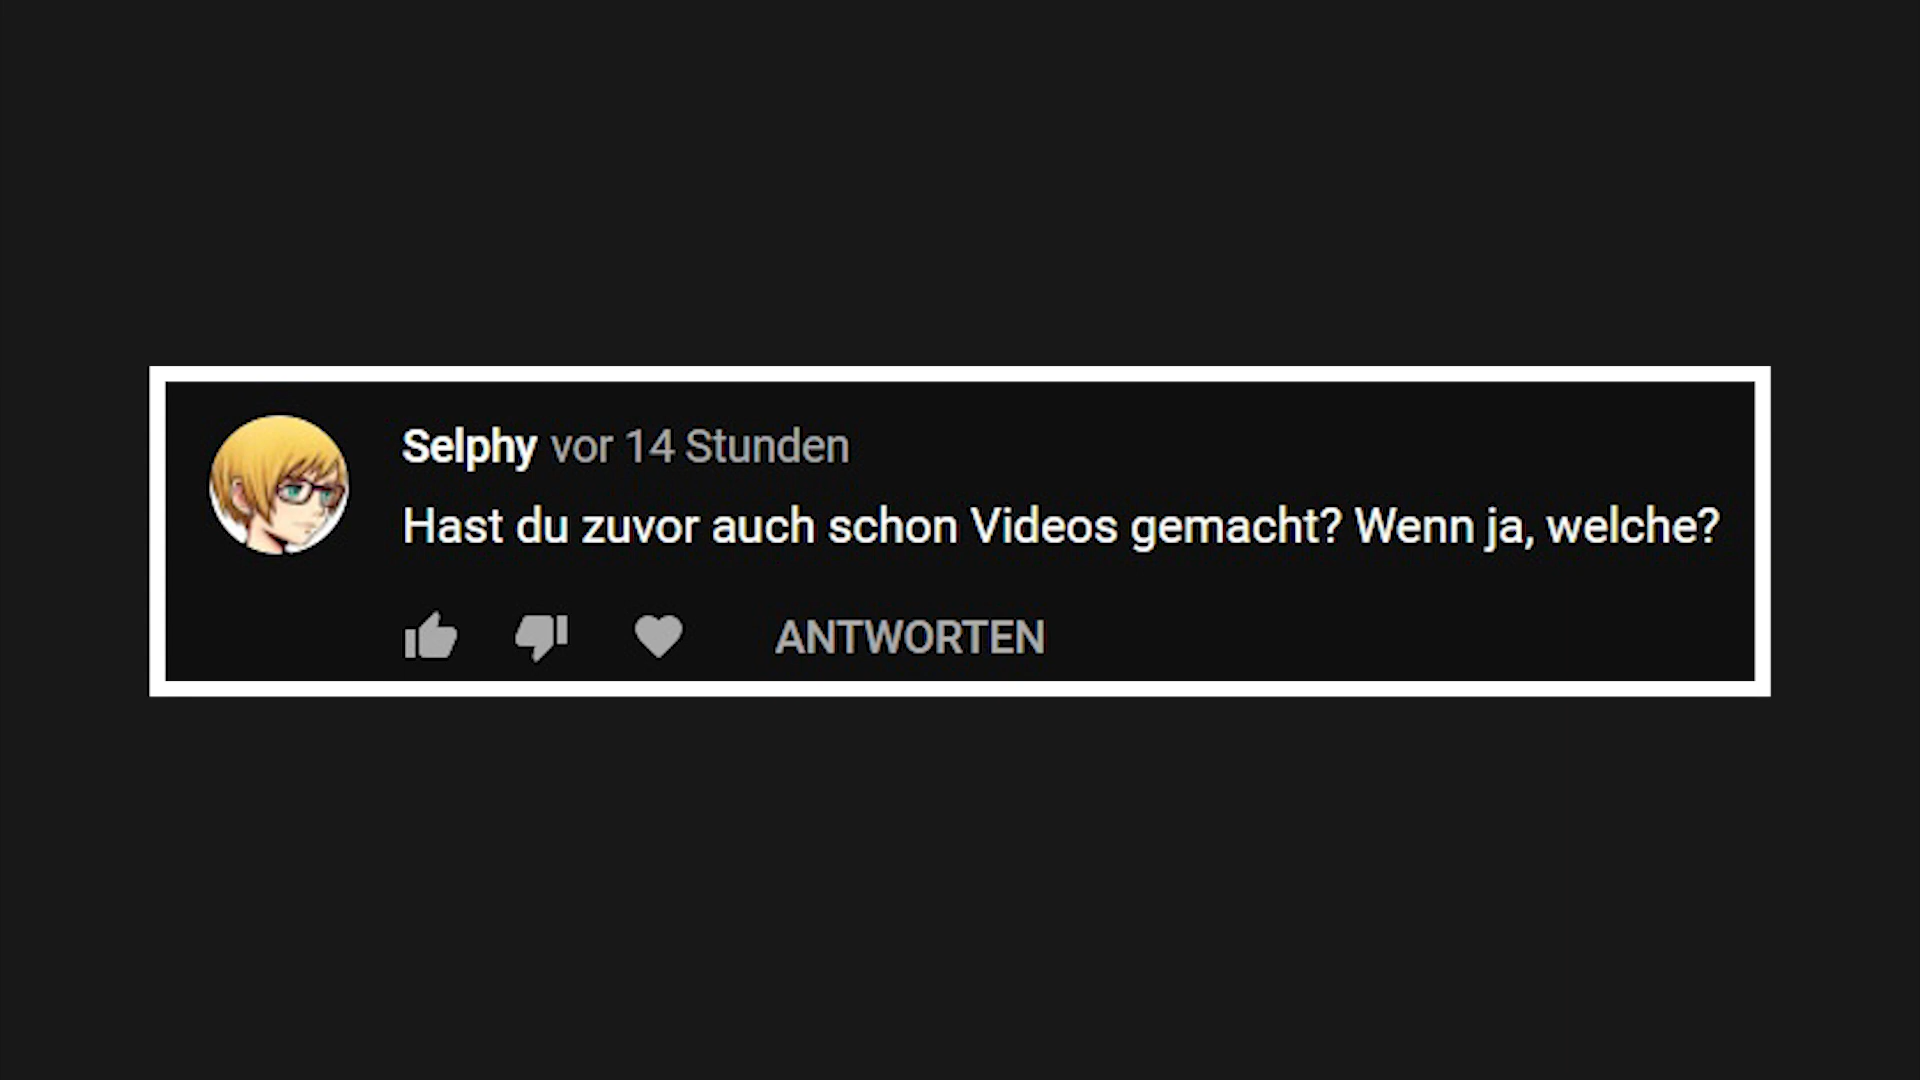 Selphy vor 14 Stunden
Hast du zuvor auch schon Videos gemacht? Wenn ja, welche?
ANTWORTEN